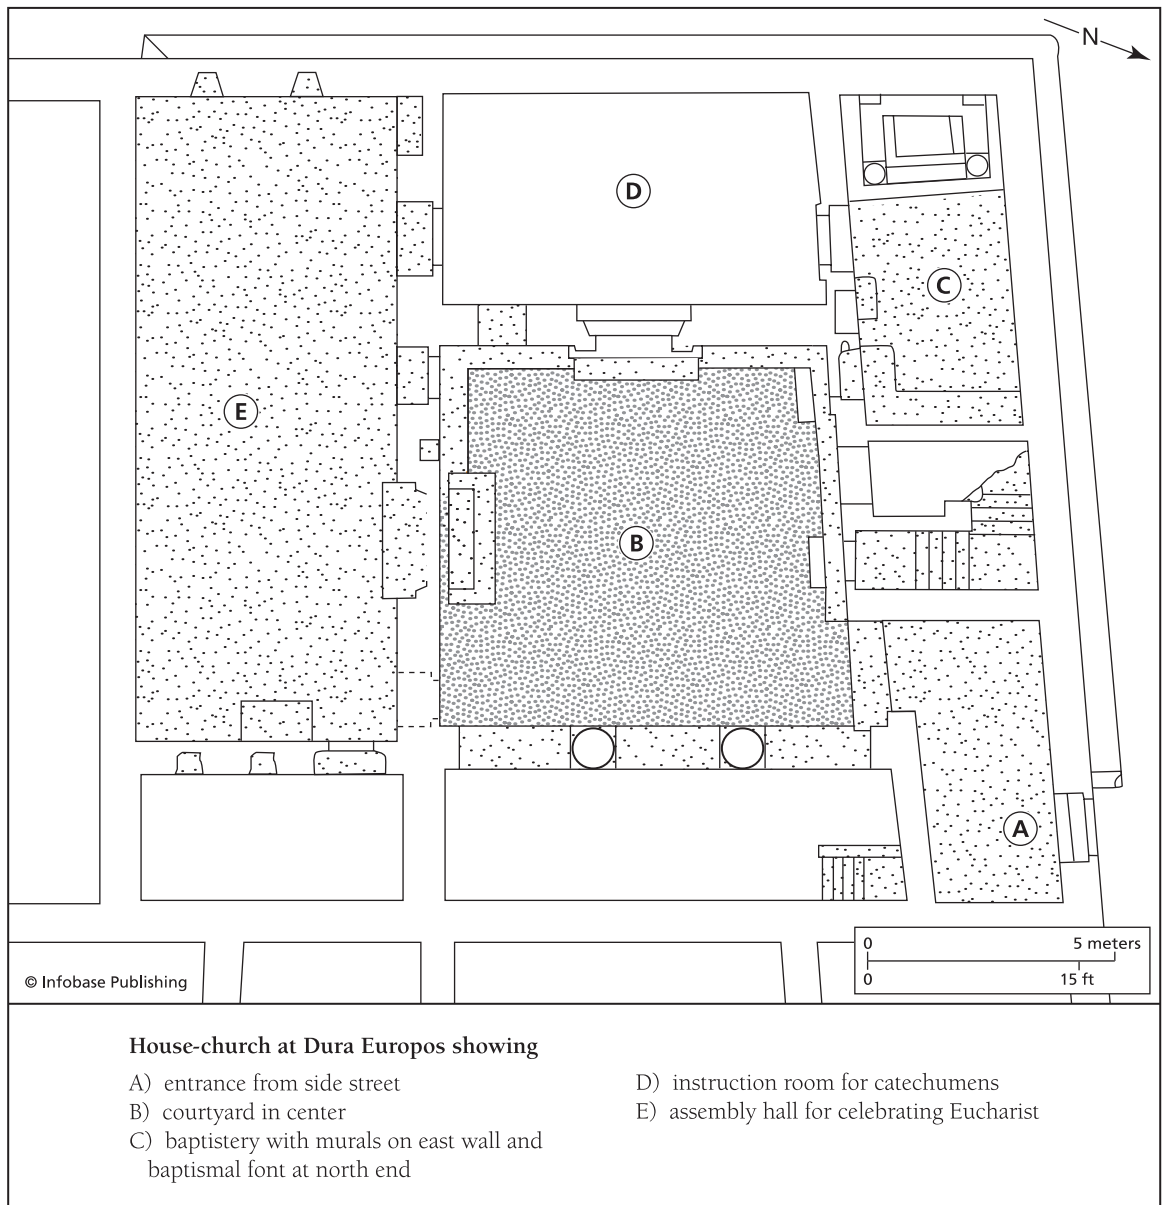 N
D
C
E
B
A
0 5 meters
0 15 ft
© Infobase Publishing
House-church at Dura Europos showing
A) entrance from side street
B) courtyard in center
C) baptistery with murals on east wall and
baptismal font at north end
D) instruction room for catechumens
E) assembly hall for celebrating Eucharist